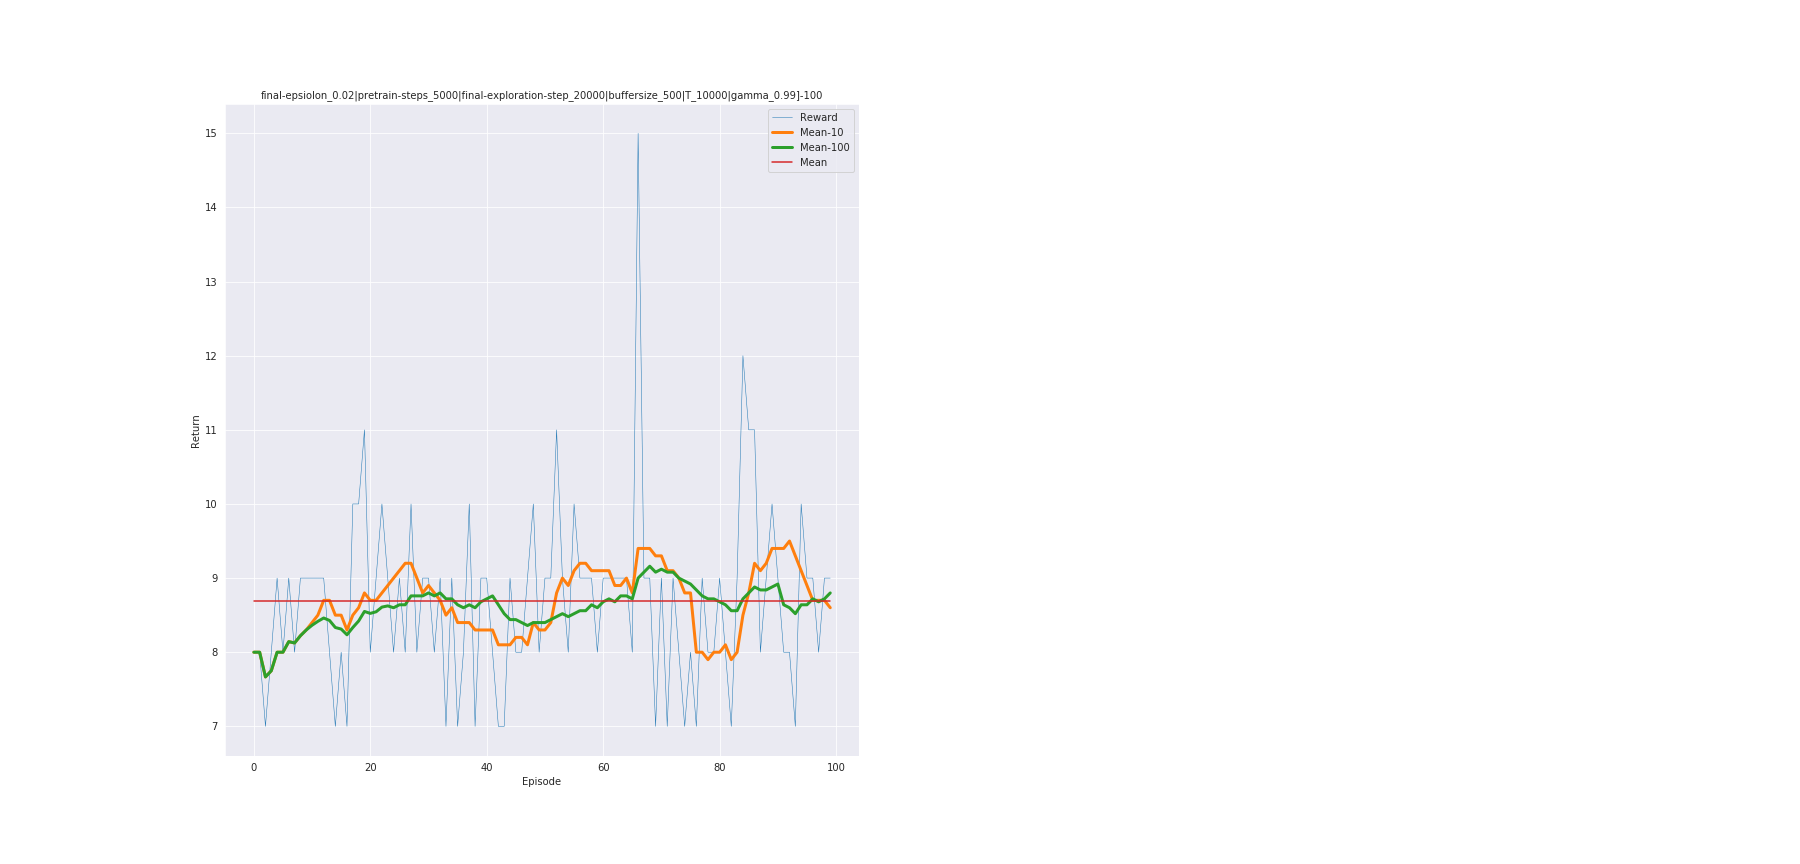 final-epsiolon_0.02|pretrain-steps_5000|final-exploration-step_20000|buffersize_500|T_10000|gamma_0.99]-100
Reward
Mean-10
Mean-100
Mean
15
14
13
12
11
10
9
8
7
Return
0 20 40 60 80 100
Episode